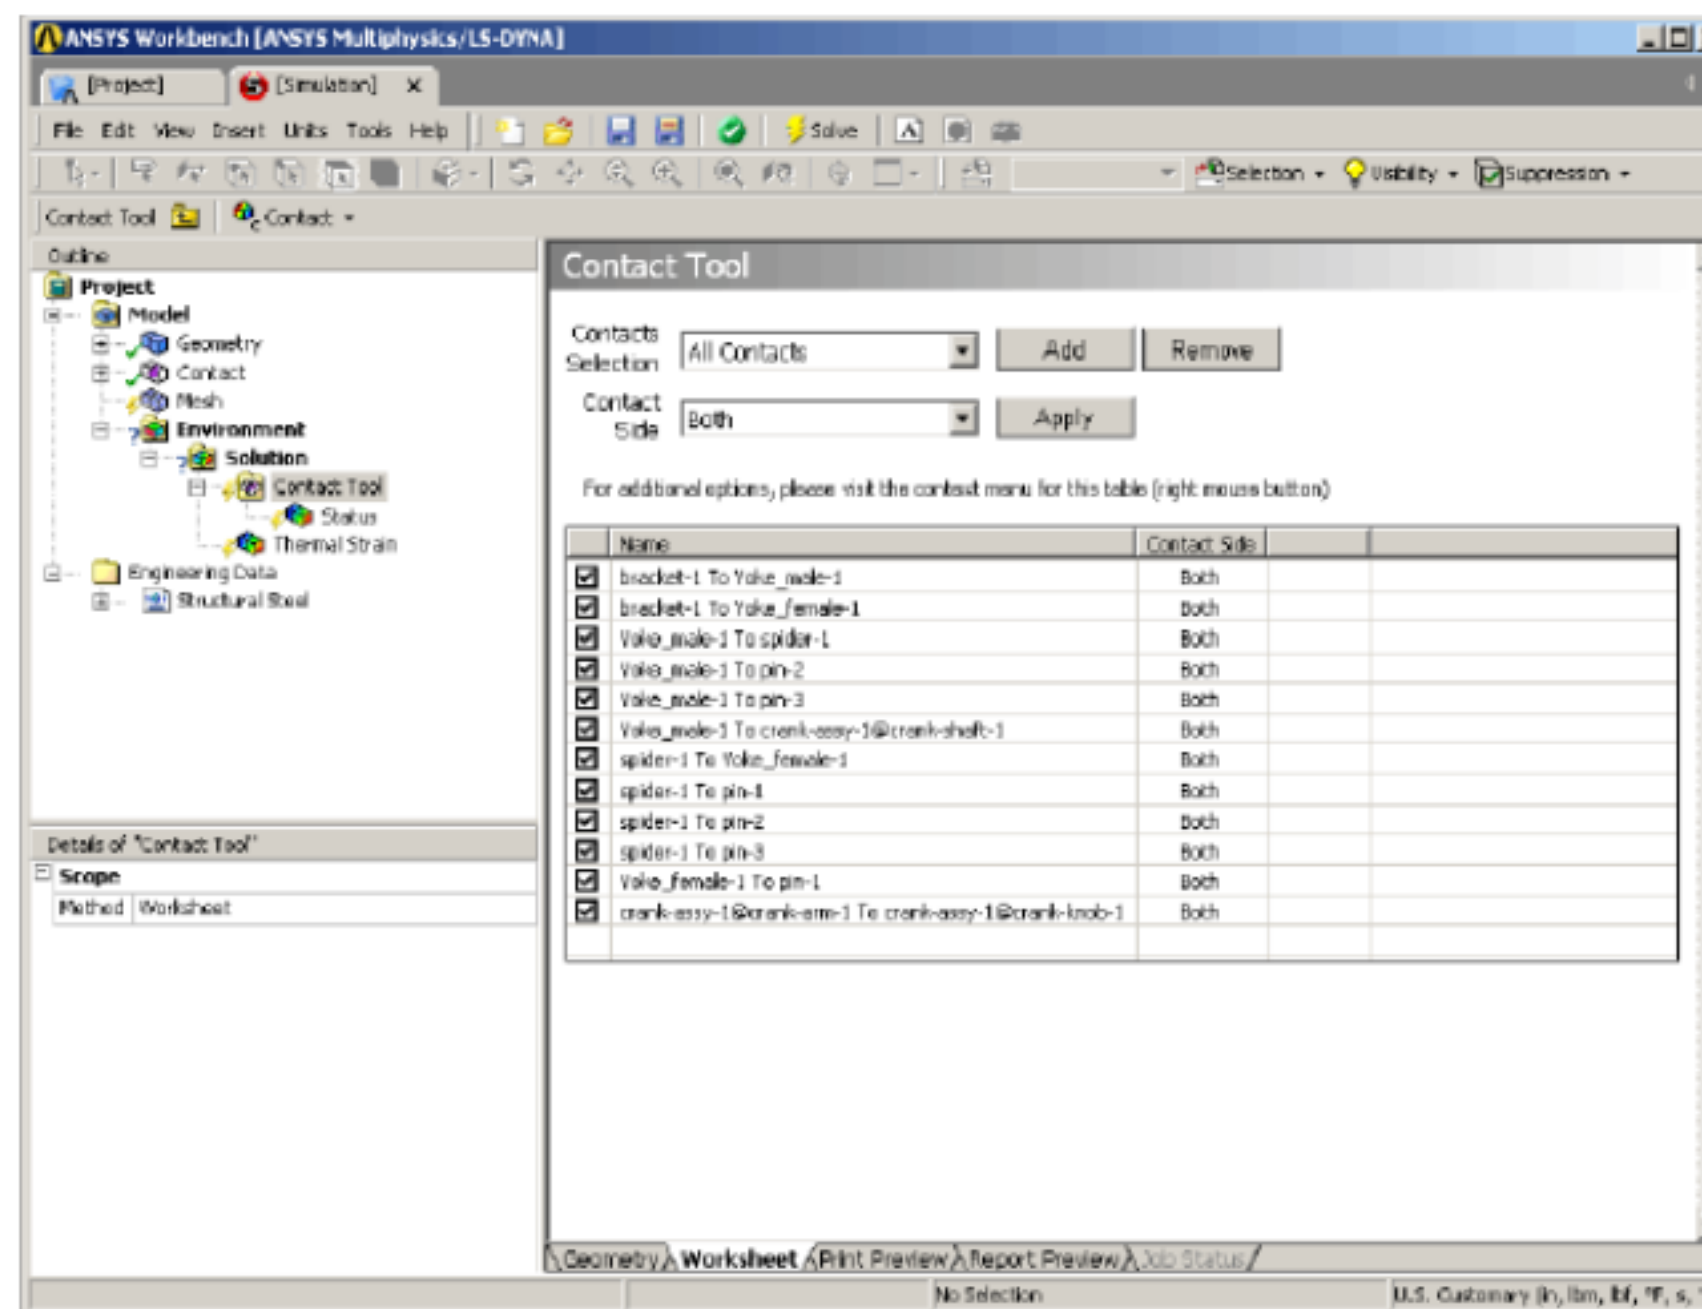 ANSYS Workbench [ANSYS Multiphysics/LS-DYNA]
[Project] [Simulation]
File Edit View Insert Units Tools Help Solve
Selection Visibility Suppression
Contact Tool Contact
Outline
Project
Model
Geometry
Contact
Mesh
Environment
Solution
Contact Tool
Status
Thermal Strain
Engineering Data
Structural Steel
Details of "Contact Tool"
Scope
Method Worksheet
Contact Tool
Contacts
Selection
All Contacts Add Remove
Contact
Side
Both Apply
For additional options, please visit the context menu for this table (right mouse button)
Name Contact Side
bracket-1 To Yoke_male-1 Both
bracket-1 To Yoke_female-1 Both
Yoke_male-1 To spider-1 Both
Yoke_male-1 To pin-2 Both
Yoke_male-1 To pin-3 Both
Yoke_male-1 To crank-assy-1@crank-shaft-1 Both
spider-1 To Yoke_female-1 Both
spider-1 To pin-1 Both
spider-1 To pin-2 Both
spider-1 To pin-3 Both
Yoke_female-1 To pin-1 Both
crank-assy-1@crank-arm-1 To crank-assy-1@crank-knob-1 Both
Geometry Worksheet Print Preview Report Preview Job Status
No Selection U.S. Customary (in, lbm, lbf, °F, s,